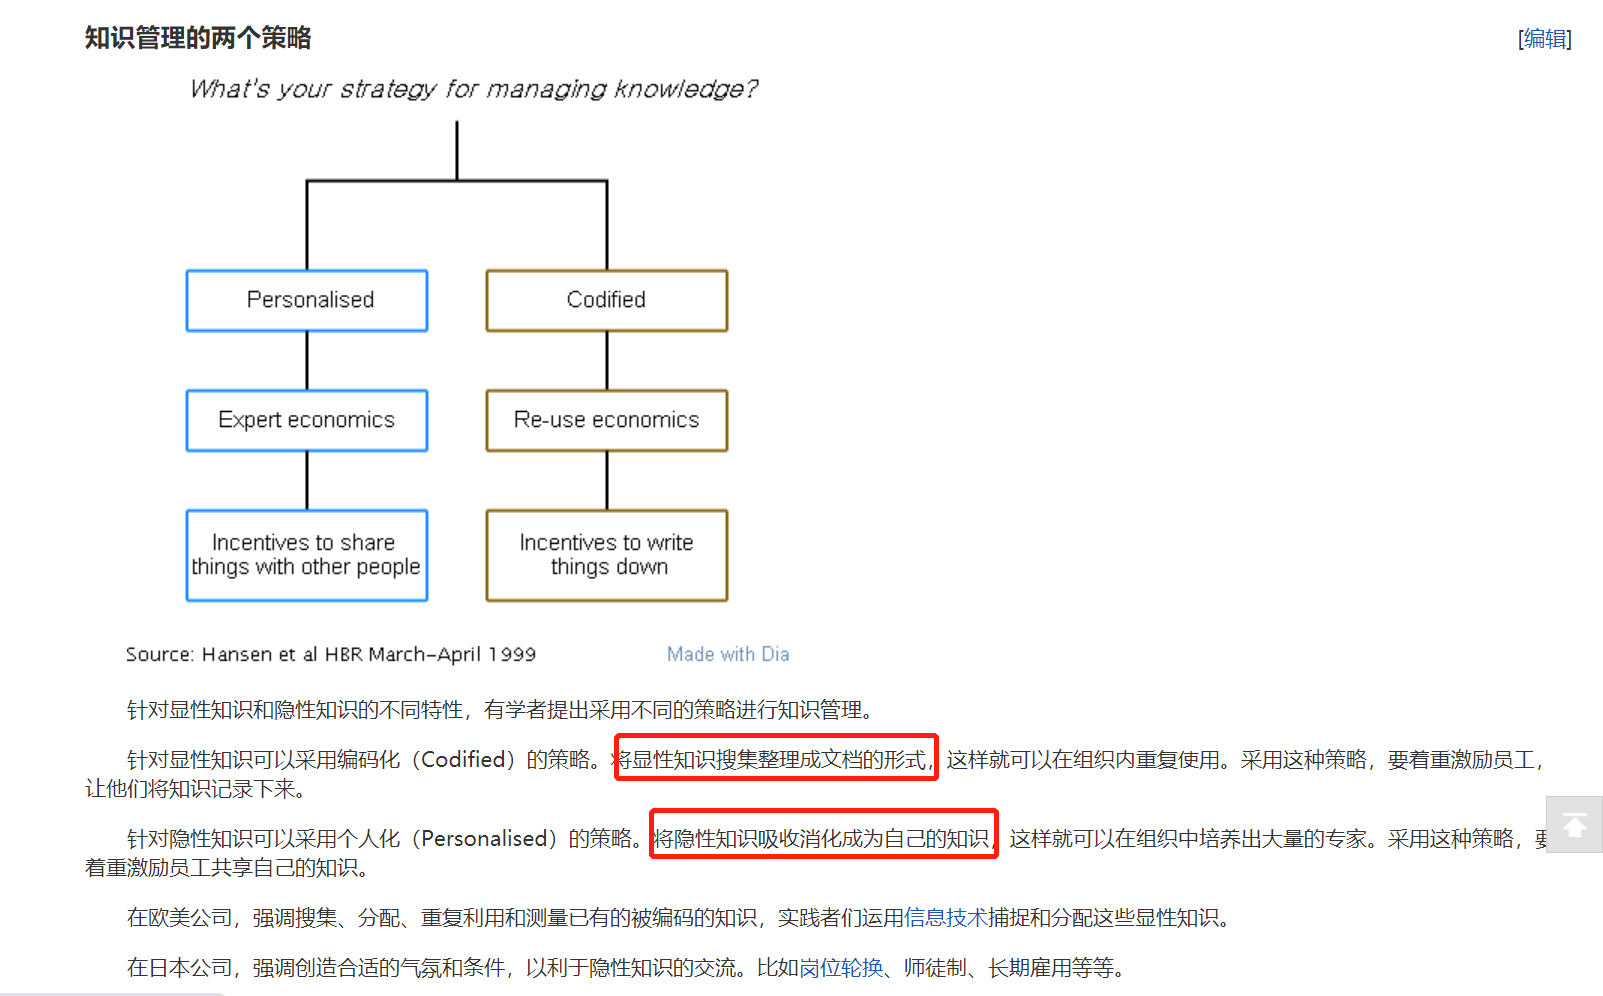 知识管理的两个策略
[编辑]
What's your strategy for managing knowledge?
Personalised
Codified
Expert economics
Re-use economics
Incentives to share
things with other people
Incentives to write
things down
Source: Hansen et al HBR March-April 1999
Made with Dia
针对显性知识和隐性知识的不同特性，有学者提出采用不同的策略进行知识管理。
针对显性知识可以采用编码化（Codified）的策略。将显性知识搜集整理成文档的形式，这样就可以在组织内重复使用。采用这种策略，要着重激励员工，
让他们将知识记录下来。
针对隐性知识可以采用个人化（Personalised）的策略。将隐性知识吸收消化成为自己的知识，这样就可以在组织中培养出大量的专家。采用这种策略，要
着重激励员工共享自己的知识。
在欧美公司，强调搜集、分配、重复利用和测量已有的被编码的知识，实践者们运用信息技术捕捉和分配这些显性知识。
在日本公司，强调创造合适的气氛和条件，以利于隐性知识的交流。比如岗位轮换、师徒制、长期雇用等等。